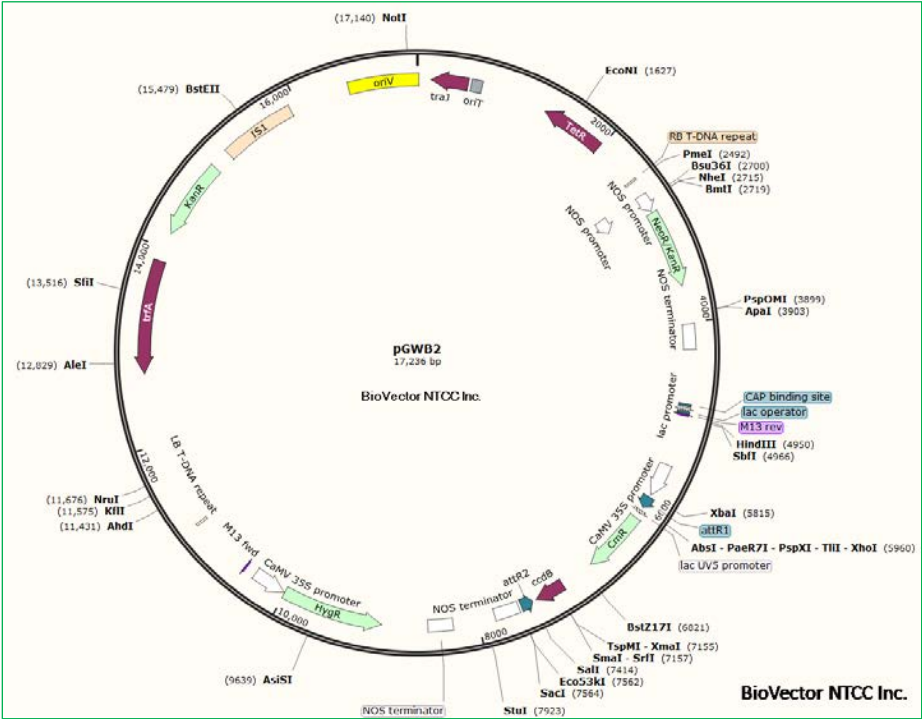 (17,140) NotI
oriV
traJ
oriT
EcoNI (1627)
TetR
2000
RB T-DNA repeat
PmeI (2492)
Bsu36I (2700)
NheI (2715)
BmtI (2719)
NOS promoter
NeoR/KanR
NOS promoter
NOS terminator
4000
PspOMI (3899)
ApaI (3903)
CAP binding site
lac operator
M13 rev
lac promoter
HindIII (4950)
SbfI (4966)
XbaI (5815)
attR1
CaMV 35S promoter
6000
CmR
AbsI - PaeR7I - PspXI - TliI - XhoI (5960)
lac UV5 promoter
BstZ17I (6821)
TspMI - XmaI (7155)
SmaI - SrfI (7157)
SalI (7414)
Eco53kI (7562)
SacI (7564)
StuI (7923)
ccdB
attR2
8000
NOS terminator
NOS terminator
HygR
CaMV 35S promoter
10,000
(9639) AsiSI
M13 fwd
LB T-DNA repeat
(11,431) AhdI
(11,575) KflI
(11,676) NruI
12,000
(12,829) AleI
trfA
(13,516) SfiI
14,000
KanR
(15,479) BstEII
IS1
16,000
pGWB2
17,236 bp
BioVector NTCC Inc.
BioVector NTCC Inc.